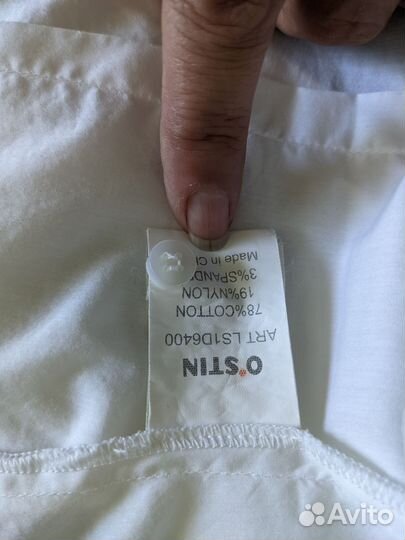 O'STIN
ART LS1D6400
78%COTTON
19%NYLON
3%SPAND
Made in C
Avito